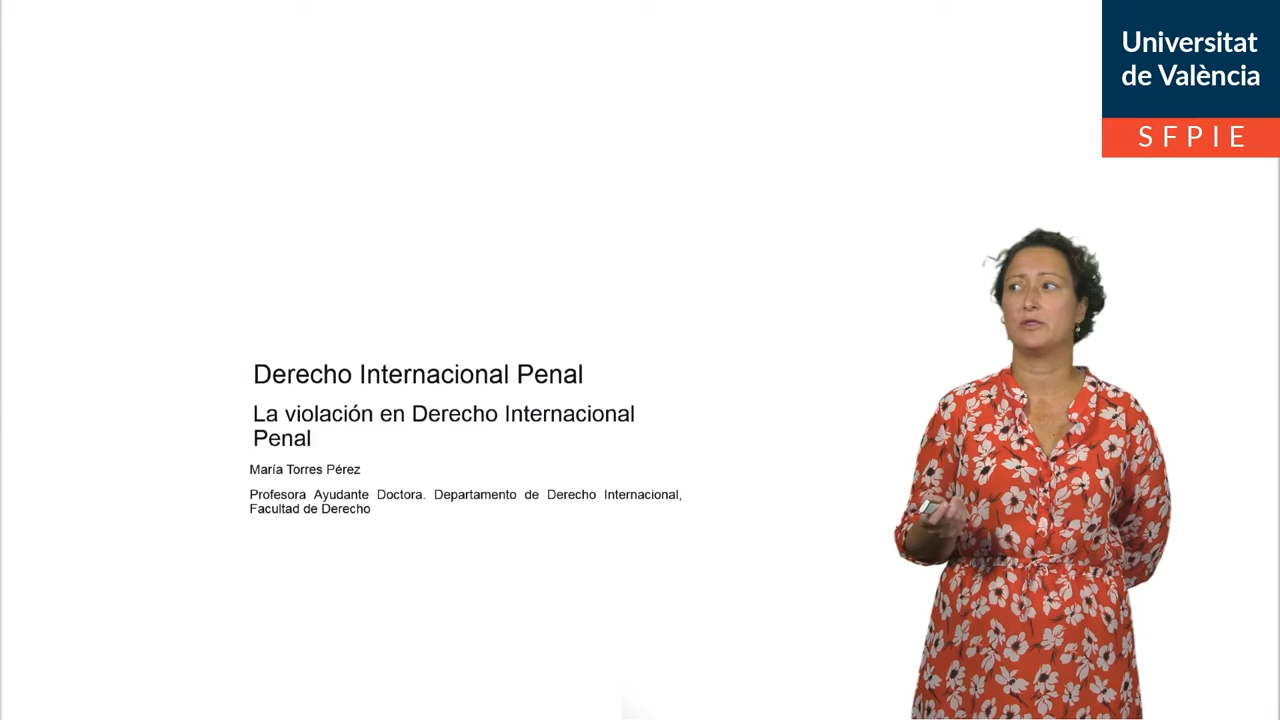 Universitat
de València
SFPIE
Derecho Internacional Penal
La violación en Derecho Internacional
Penal
María Torres Pérez
Profesora Ayudante Doctora. Departamento de Derecho Internacional,
Facultad de Derecho